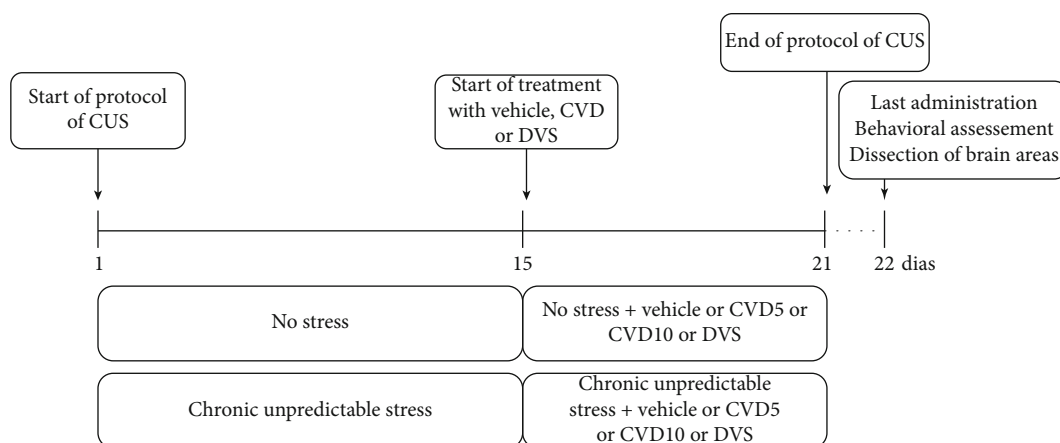 End of protocol of CUS
Start of protocol
of CUS
Start of treatment
with vehicle, CVD
or DVS
Last administration
Behavioral assessement
Dissection of brain areas
1
15
21
22 dias
No stress
No stress + vehicle or CVD5 or
CVD10 or DVS
Chronic unpredictable stress
Chronic unpredictable
stress + vehicle or CVD5
or CVD10 or DVS